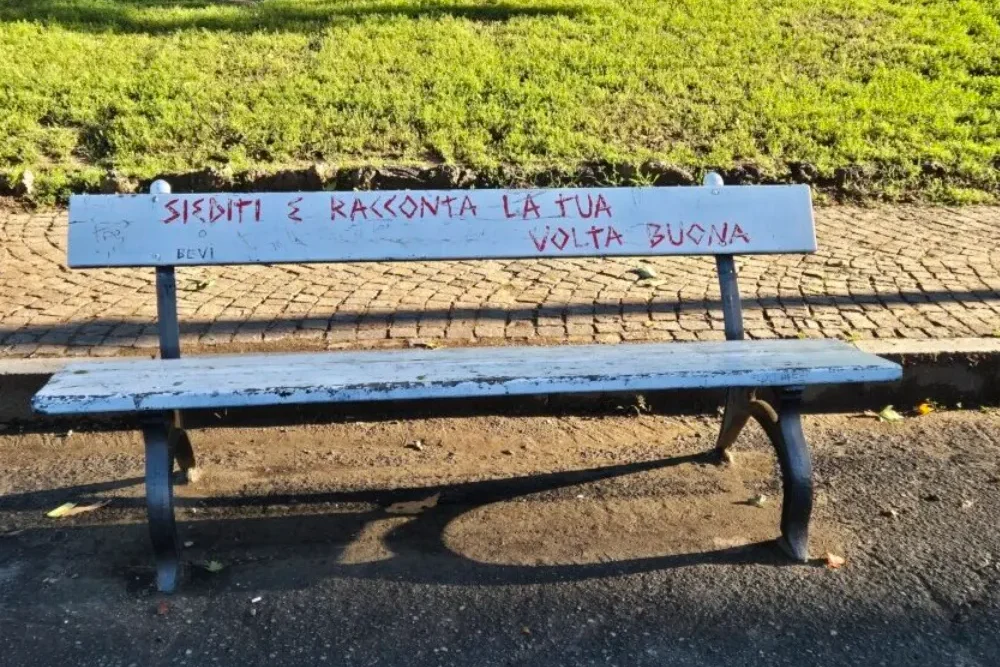 SIEDITI E RACCONTA LA TUA
VOLTA BUONA
BEVI